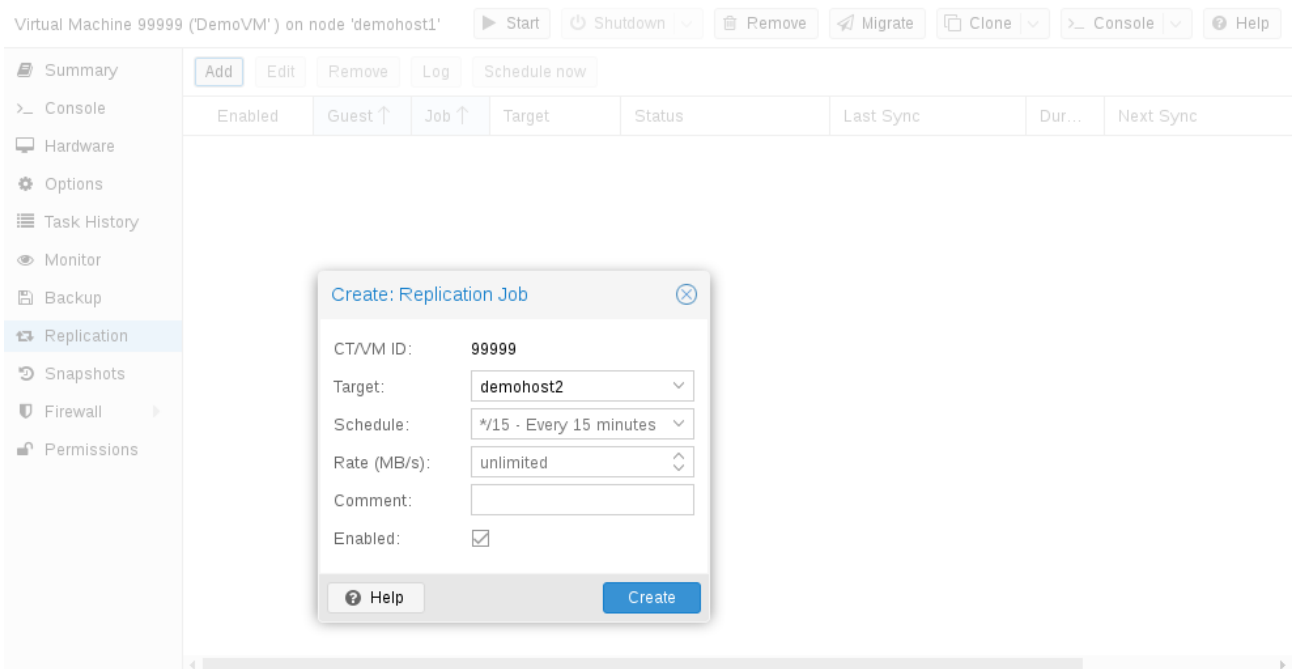 Virtual Machine 99999 ('DemoVM' ) on node 'demohost1' Start Shutdown Remove Migrate Clone >_ Console Help
Summary
>_ Console
Hardware
Options
Task History
Monitor
Backup
Replication
Snapshots
Firewall
Permissions
Add Edit Remove Log Schedule now
Enabled Guest ↑ Job ↑ Target Status Last Sync Dur... Next Sync
Create: Replication Job
CT/VM ID: 99999
Target: demohost2
Schedule: */15 - Every 15 minutes
Rate (MB/s): unlimited
Comment:
Enabled:
Help Create